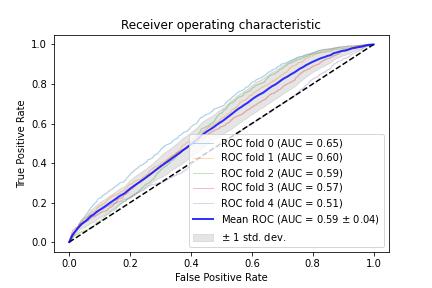 Receiver operating characteristic
True Positive Rate
1.0
0.8
0.6
0.4
0.2
0.0
ROC fold 0 (AUC = 0.65)
ROC fold 1 (AUC = 0.60)
ROC fold 2 (AUC = 0.59)
ROC fold 3 (AUC = 0.57)
ROC fold 4 (AUC = 0.51)
Mean ROC (AUC = 0.59 ± 0.04)
± 1 std. dev.
0.0 0.2 0.4 0.6 0.8 1.0
False Positive Rate